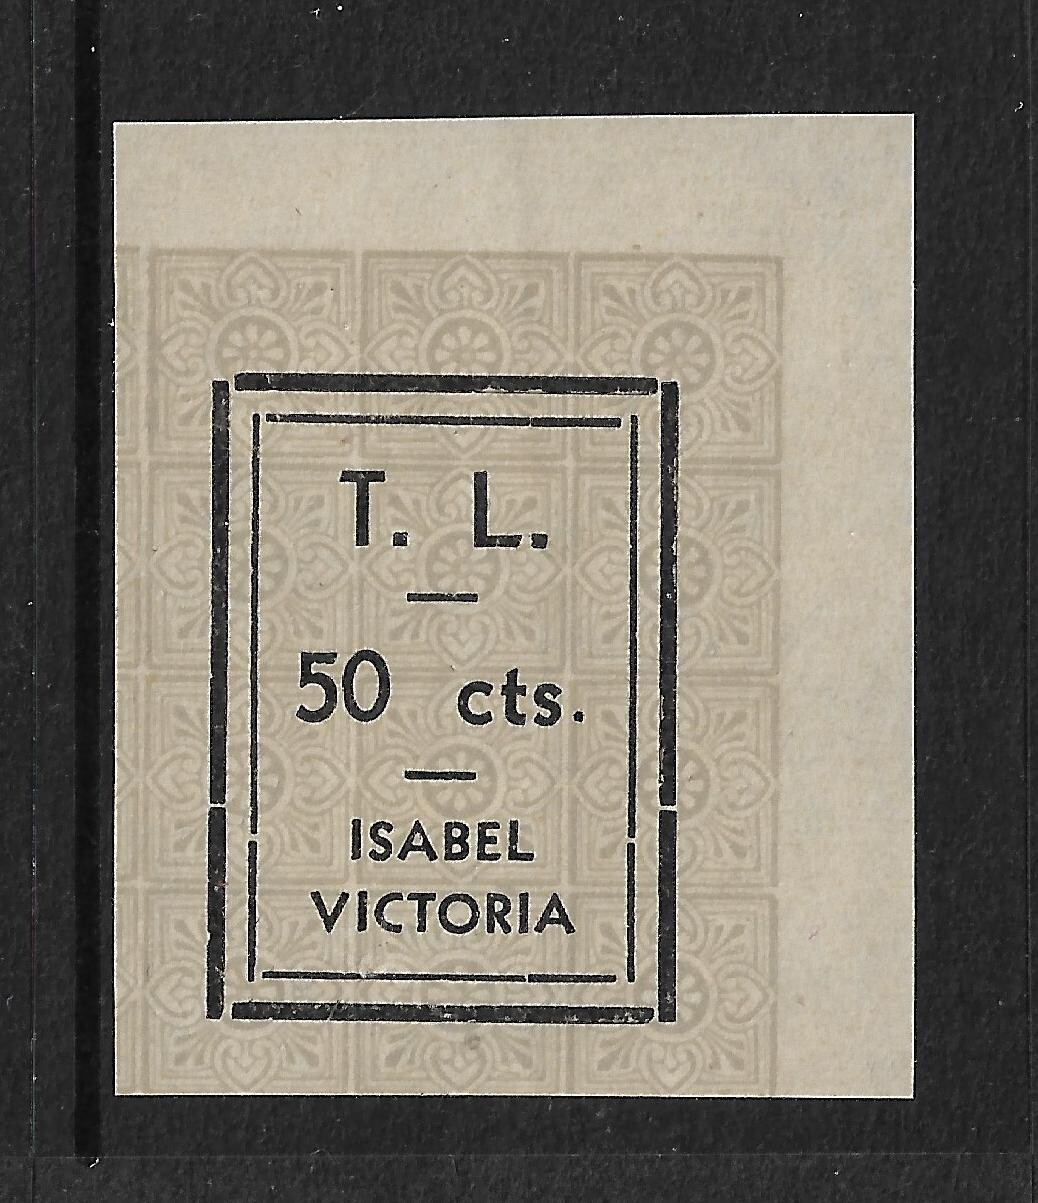 T. L.
50 cts.
ISABEL
VICTORIA